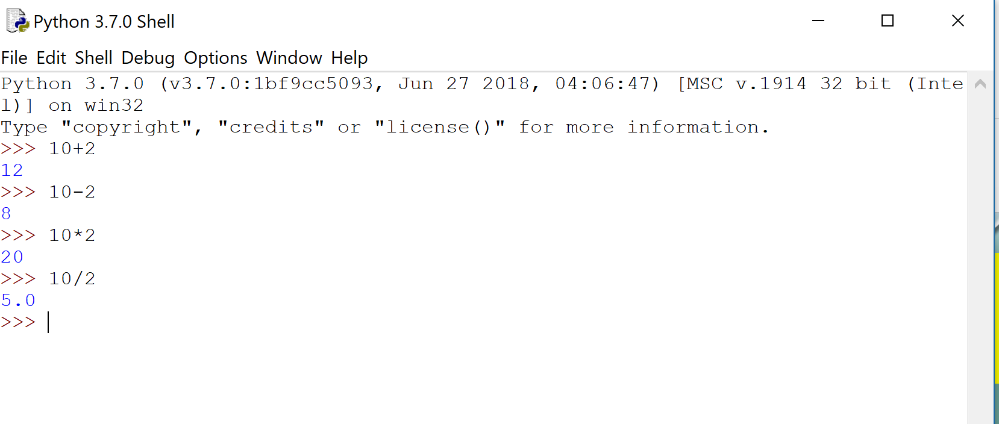 Python 3.7.0 Shell
File Edit Shell Debug Options Window Help
Python 3.7.0 (v3.7.0:1bf9cc5093, Jun 27 2018, 04:06:47) [MSC v.1914 32 bit (Inte
l)] on win32
Type "copyright", "credits" or "license()" for more information.
>>> 10+2
12
>>> 10-2
8
>>> 10*2
20
>>> 10/2
5.0
>>>